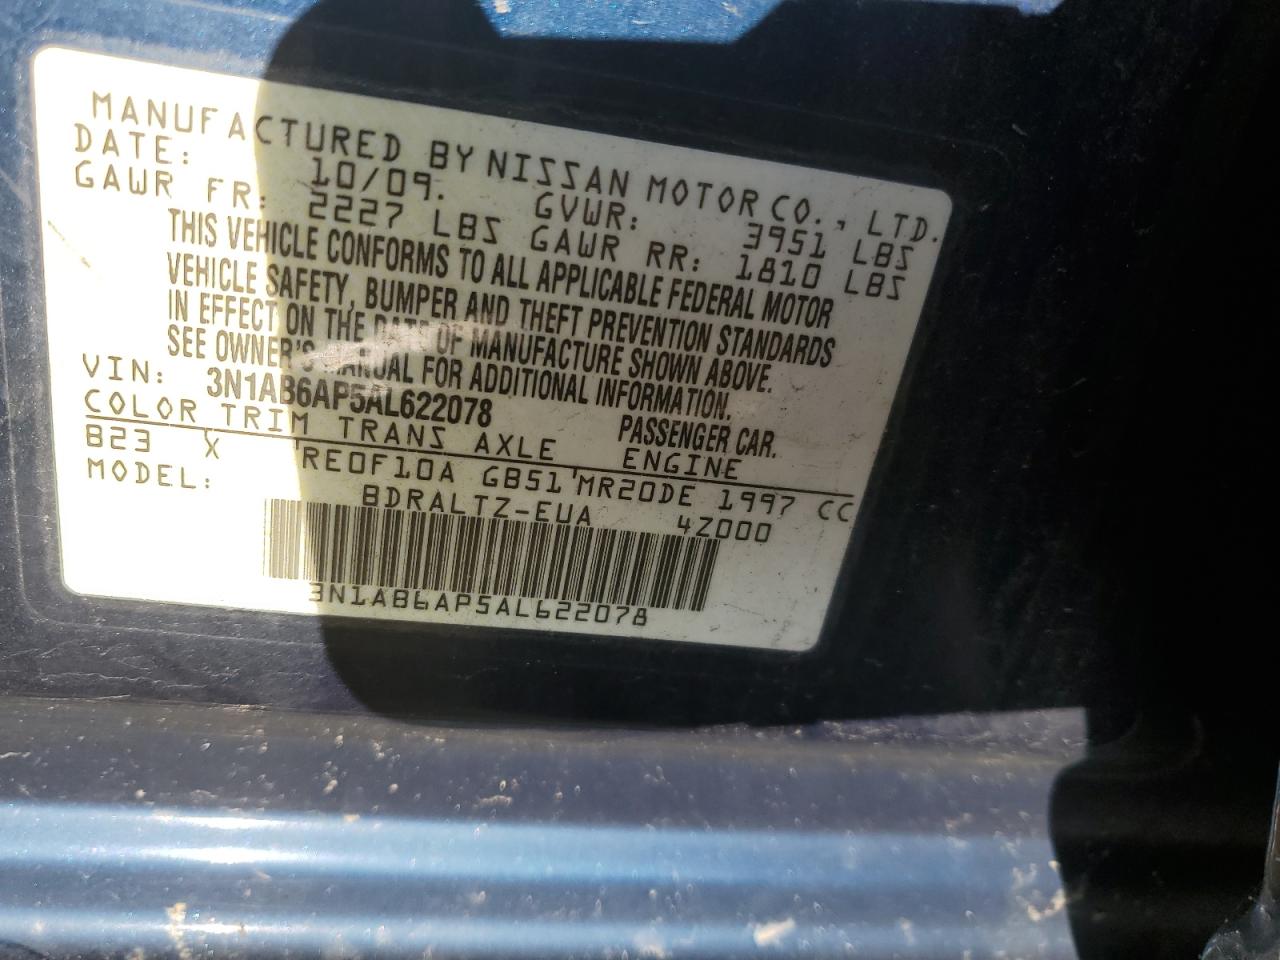 MANUFACTURED BY NISSAN MOTOR CO., LTD.
DATE: 10/09. GVWR: 3951 LBS
GAWR FR: 2227 LBS GAWR RR: 1810 LBS
THIS VEHICLE CONFORMS TO ALL APPLICABLE FEDERAL MOTOR
VEHICLE SAFETY, BUMPER AND THEFT PREVENTION STANDARDS
IN EFFECT ON THE DATE OF MANUFACTURE SHOWN ABOVE.
SEE OWNER'S MANUAL FOR ADDITIONAL INFORMATION.
VIN: 3N1AB6AP5AL622078 PASSENGER CAR.
COLOR TRIM TRANS AXLE ENGINE
B23 X RE0F10A GB51 MR20DE 1997 CC
MODEL: BDRALTZ-EUA 4Z000
3N1AB6AP5AL622078